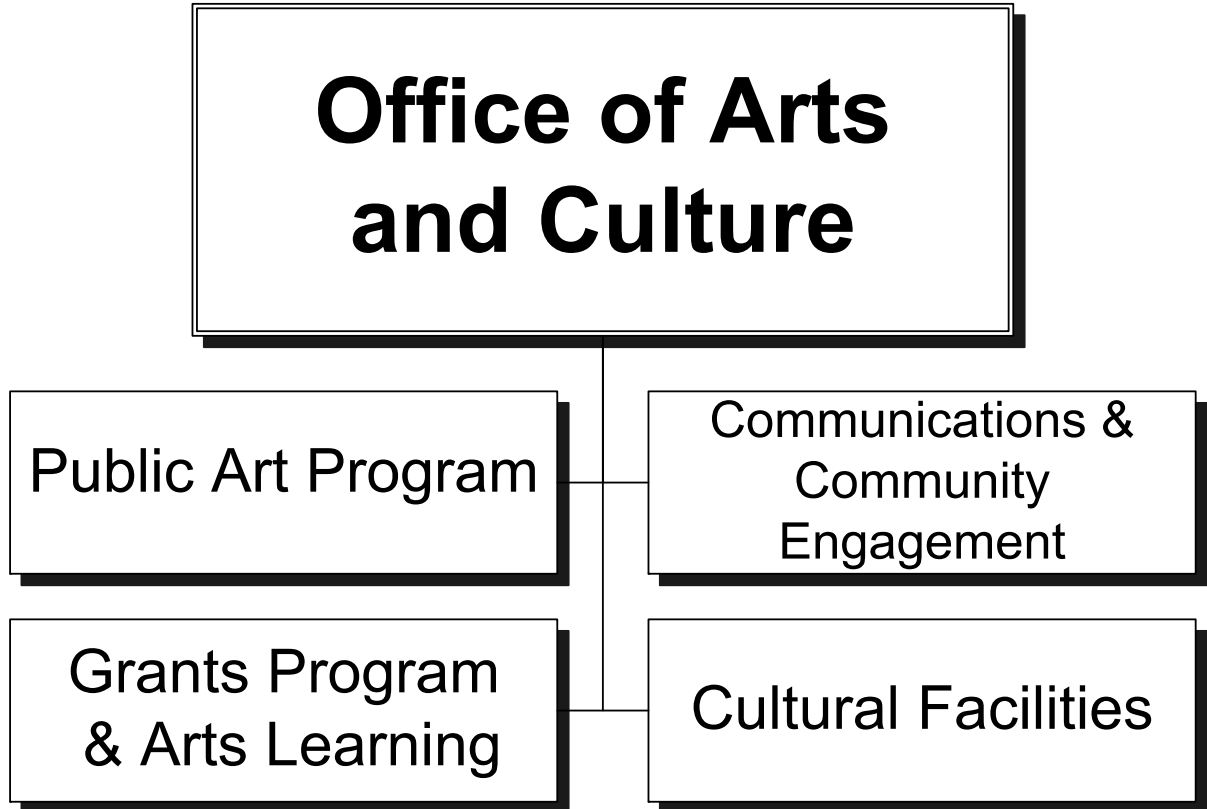 Office of Arts
and Culture
Public Art Program
Communications &
Community
Engagement
Grants Program
& Arts Learning
Cultural Facilities